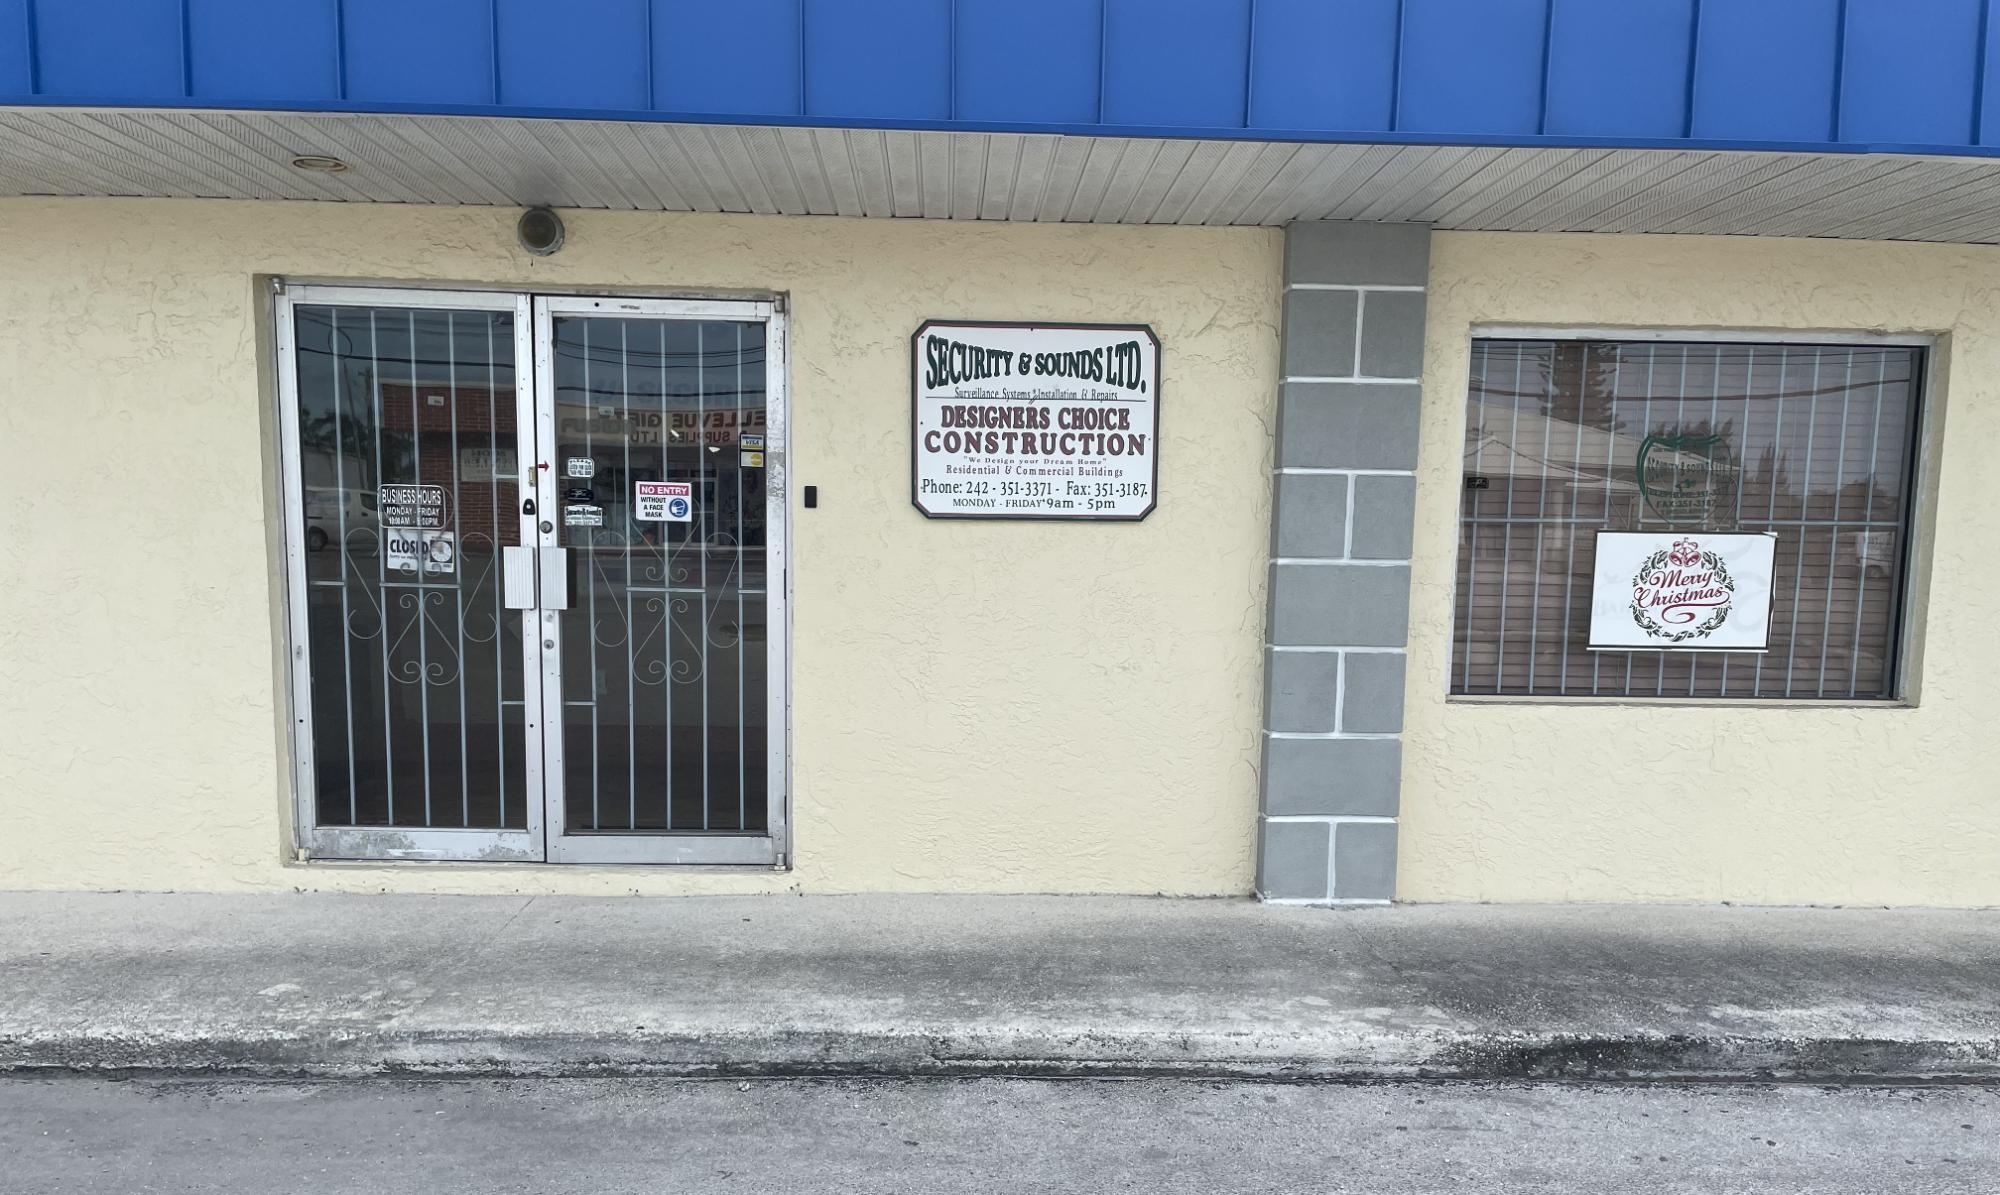 BUSINESS HOURS
MONDAY - FRIDAY
CLOSED
NO ENTRY
WITHOUT
A FACE
MASK
VISA
SECURITY & SOUNDS LTD.
Surveillance Systems * Installation & Repairs
DESIGNERS CHOICE
CONSTRUCTION
"We Design your Dream Home"
Residential & Commercial Buildings
Phone: 242 - 351-3371 - Fax: 351-3187
MONDAY - FRIDAY 9am - 5pm
Merry
Christmas